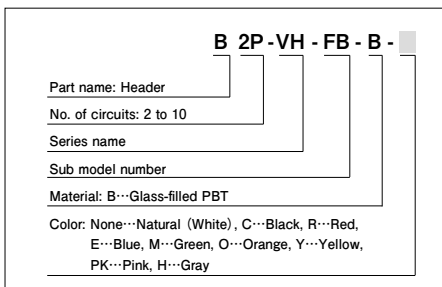 B 2P - VH - FB - B -
Part name: Header
No. of circuits: 2 to 10
Series name
Sub model number
Material: B···Glass-filled PBT
Color: None···Natural (White), C···Black, R···Red,
E···Blue, M···Green, O···Orange, Y···Yellow,
PK···Pink, H···Gray